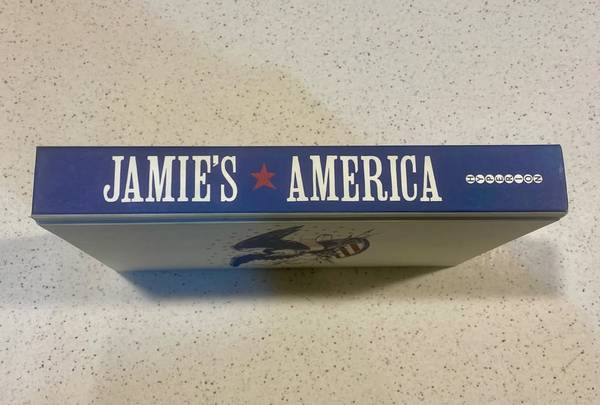 JAMIE'S ★ AMERICA HYPERION